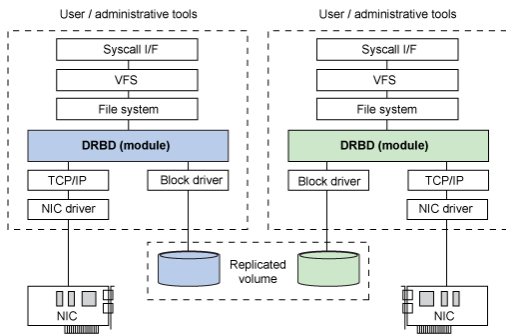 User / administrative tools
Syscall I/F
VFS
File system
DRBD (module)
TCP/IP
Block driver
NIC driver
NIC
User / administrative tools
Syscall I/F
VFS
File system
DRBD (module)
Block driver
TCP/IP
NIC driver
NIC
Replicated
volume